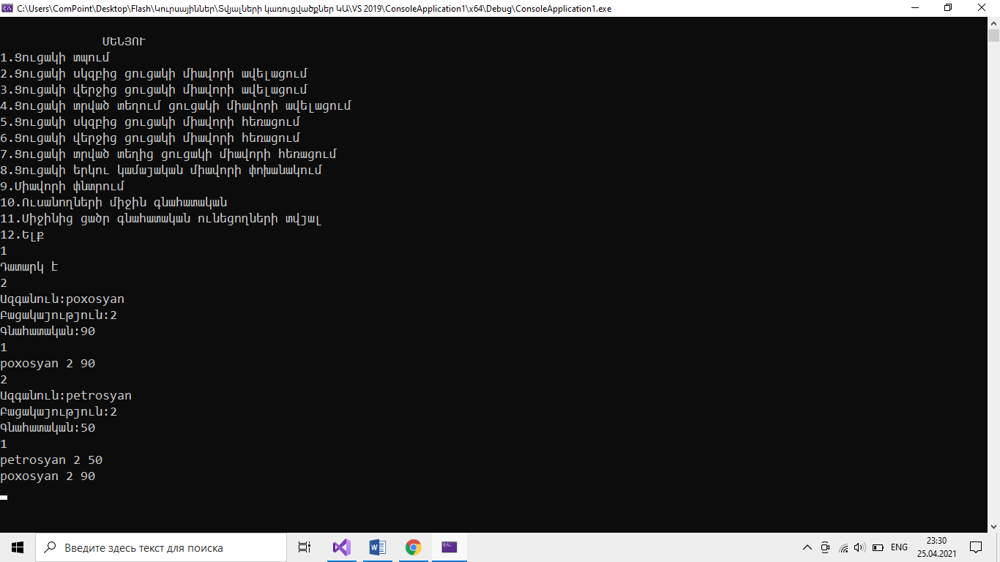 C:\Users\ComPoint\Desktop\Flash\Կուրսայիններ\Տվյալների կառուցվածքներ ԿԱ\VS 2019\ConsoleApplication1\x64\Debug\ConsoleApplication1.exe
ՄԵՆՅՈՒ
1.Ցուցակի տպում
2.Ցուցակի սկզբից ցուցակի միավորի ավելացում
3.Ցուցակի վերջից ցուցակի միավորի ավելացում
4.Ցուցակի տրված տեղում ցուցակի միավորի ավելացում
5.Ցուցակի սկզբից ցուցակի միավորի հեռացում
6.Ցուցակի վերջից ցուցակի միավորի հեռացում
7.Ցուցակի տրված տեղից ցուցակի միավորի հեռացում
8.Ցուցակի երկու կամայական միավորի փոխանակում
9.Միավորի փնտրում
10.Ուսանողների միջին գնահատական
11.Միջինից ցածր գնահատական ունեցողների տվյալ
12.Ելք
1
Դատարկ է
2
Ազգանուն:poxosyan
Բացակայություն:2
Գնահատական:90
1
poxosyan 2 90
2
Ազգանուն:petrosyan
Բացակայություն:2
Գնահատական:50
1
petrosyan 2 50
poxosyan 2 90
Введите здесь текст для поиска
ENG
23:30
25.04.2021